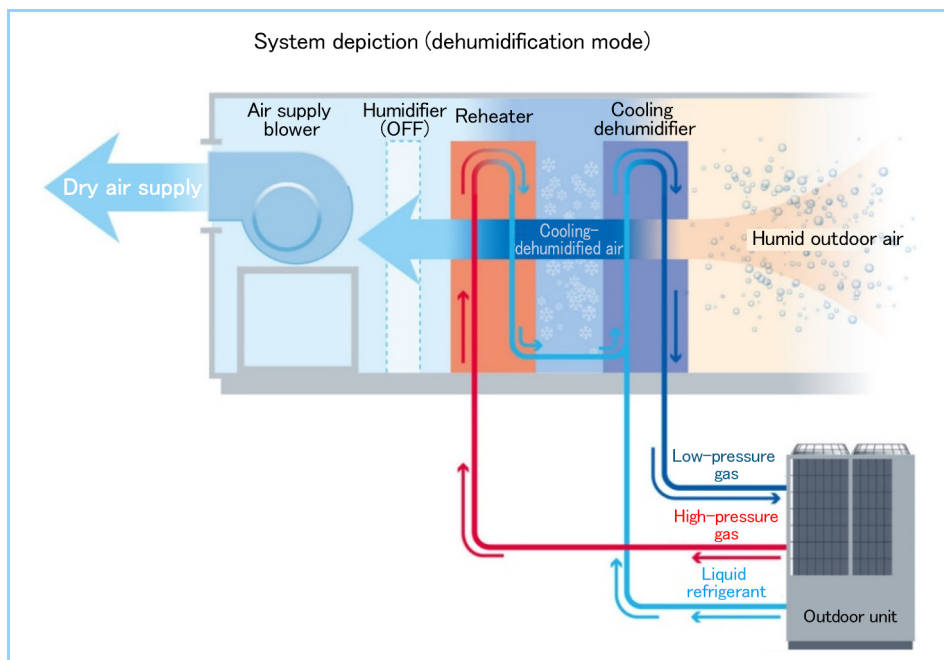 System depiction (dehumidification mode)
Air supply
blower
Humidifier
(OFF)
Reheater
Cooling
dehumidifier
Dry air supply
Cooling-
dehumidified air
Humid outdoor air
Low-pressure
gas
High-pressure
gas
Liquid
refrigerant
Outdoor unit